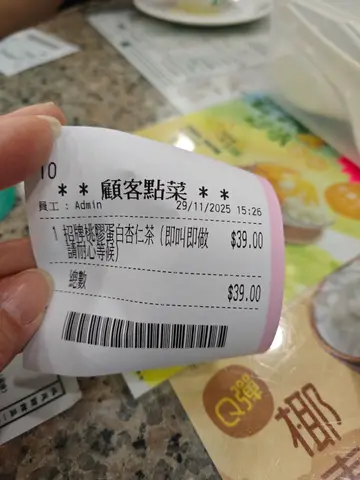 10
** 顧客點菜 **
員工：Admin 29/11/2025 15:26
1 招牌桃膠蛋白杏仁茶（即叫即做 $39.00
請耐心等候）
總數 $39.00
椰